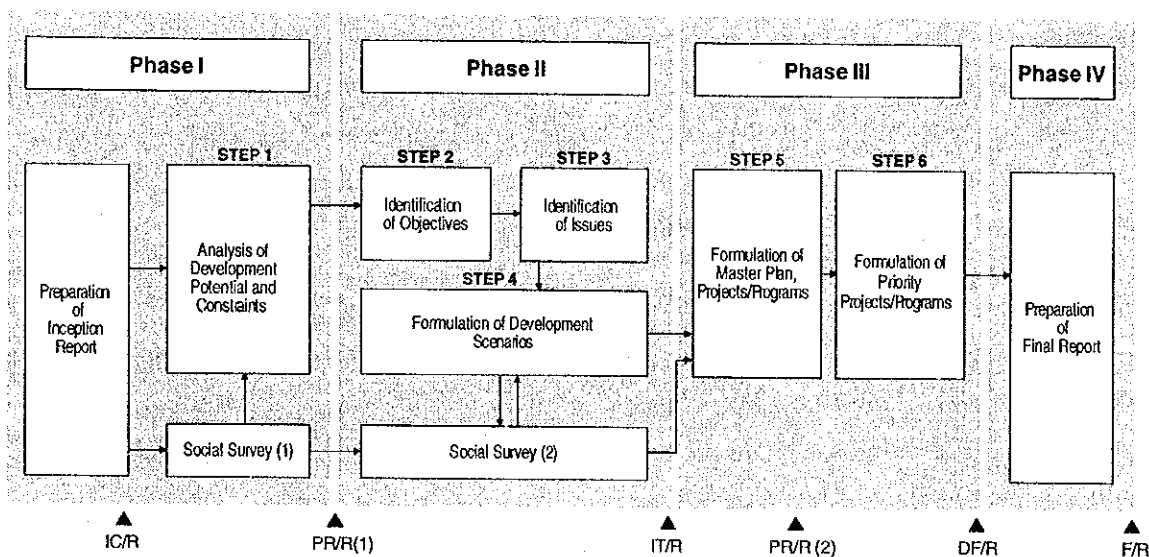 Phase I
Phase II
Phase III
Phase IV
STEP 1
STEP 2
STEP 3
STEP 5
STEP 6
Preparation
of
Inception
Report
Analysis of
Development
Potential and
Constaints
Social Survey (1)
Identification
of Objectives
Identification
of Issues
STEP 4
Formulation of Development
Scenarios
Social Survey (2)
Formulation of
Master Plan,
Projects/Programs
Formulation of
Priority
Projects/Programs
Preparation
of
Final Report
IC/R
PR/R(1)
IT/R
PR/R (2)
DF/R
F/R